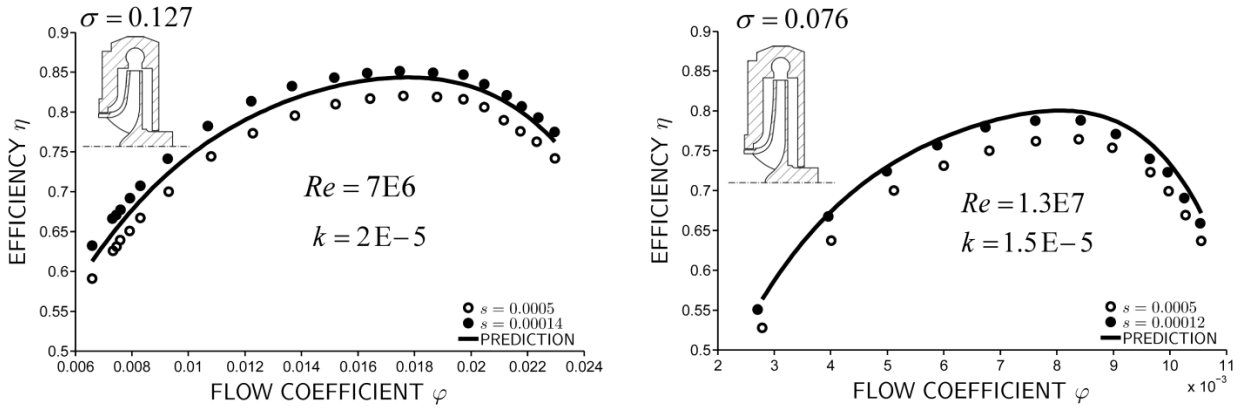 σ = 0.127
EFFICIENCY η
0.9
0.85
0.8
0.75
0.7
0.65
0.6
0.55
0.5
Re = 7E6
k = 2E−5
s = 0.0005
s = 0.00014
PREDICTION
0.006 0.008 0.01 0.012 0.014 0.016 0.018 0.02 0.022 0.024
FLOW COEFFICIENT φ
σ = 0.076
EFFICIENCY η
0.9
0.85
0.8
0.75
0.7
0.65
0.6
0.55
0.5
Re = 1.3E7
k = 1.5E−5
s = 0.0005
s = 0.00012
PREDICTION
2 3 4 5 6 7 8 9 10 11
x 10⁻³
FLOW COEFFICIENT φ